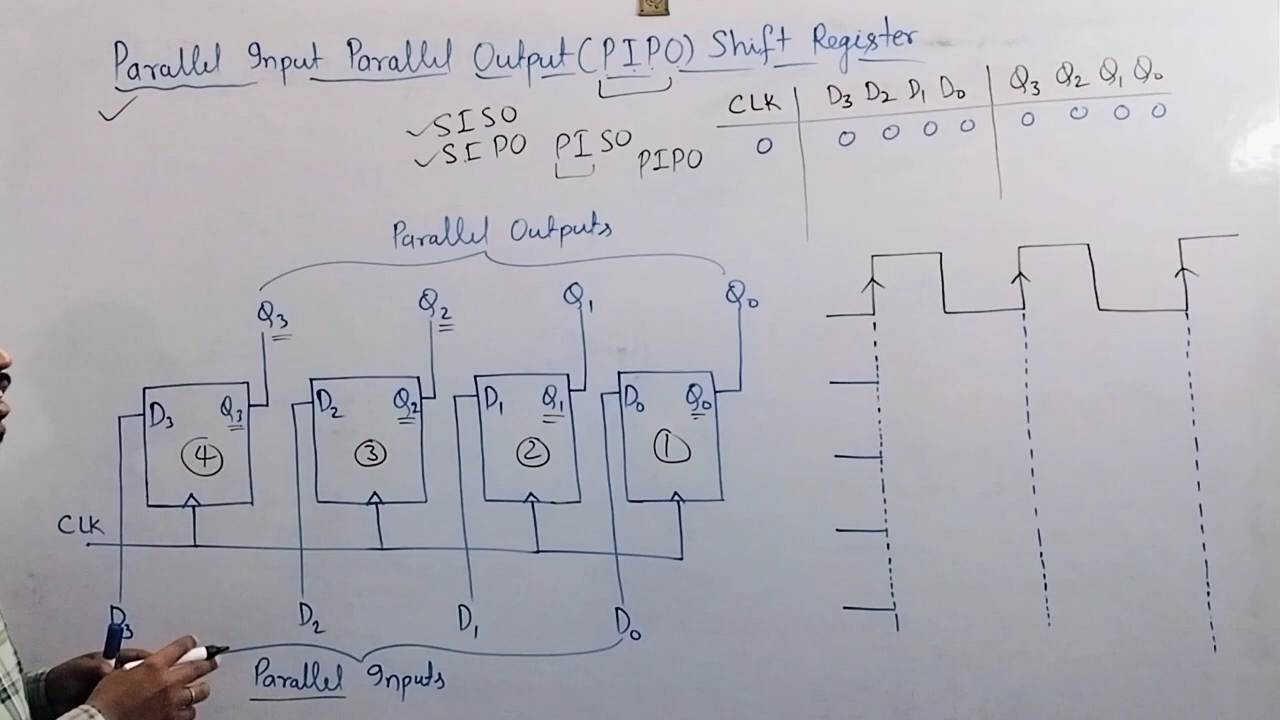 Parallel Input Parallel Output (PIPO) Shift Register
SISO
SIPO PISO PIPO
CLK D3 D2 D1 D0 Q3 Q2 Q1 Q0
0 0 0 0 0 0 0 0 0
Parallel Outputs
Q3 Q2 Q1 Q0
D3 Q3 D2 Q2 D1 Q1 D0 Q0
4 3 2 1
CLK
D3 D2 D1 D0
Parallel Inputs